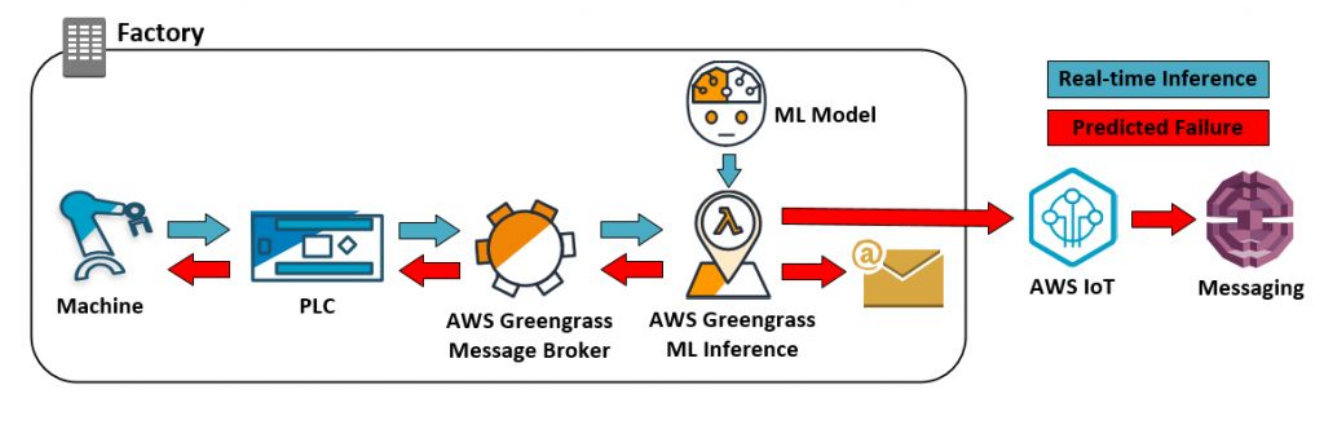 Factory
ML Model
Real-time Inference
Predicted Failure
Machine
PLC
AWS Greengrass
Message Broker
AWS Greengrass
ML Inference
@
AWS IoT
Messaging
λ